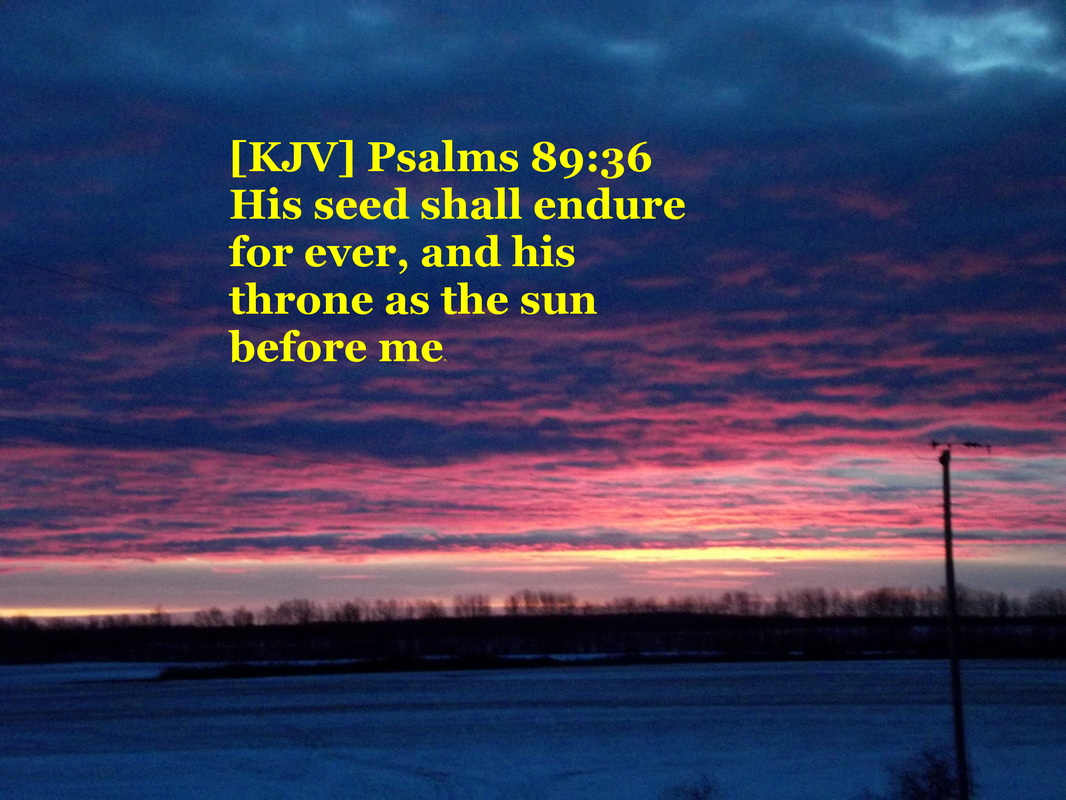 [KJV] Psalms 89:36
His seed shall endure
for ever, and his
throne as the sun
before me.